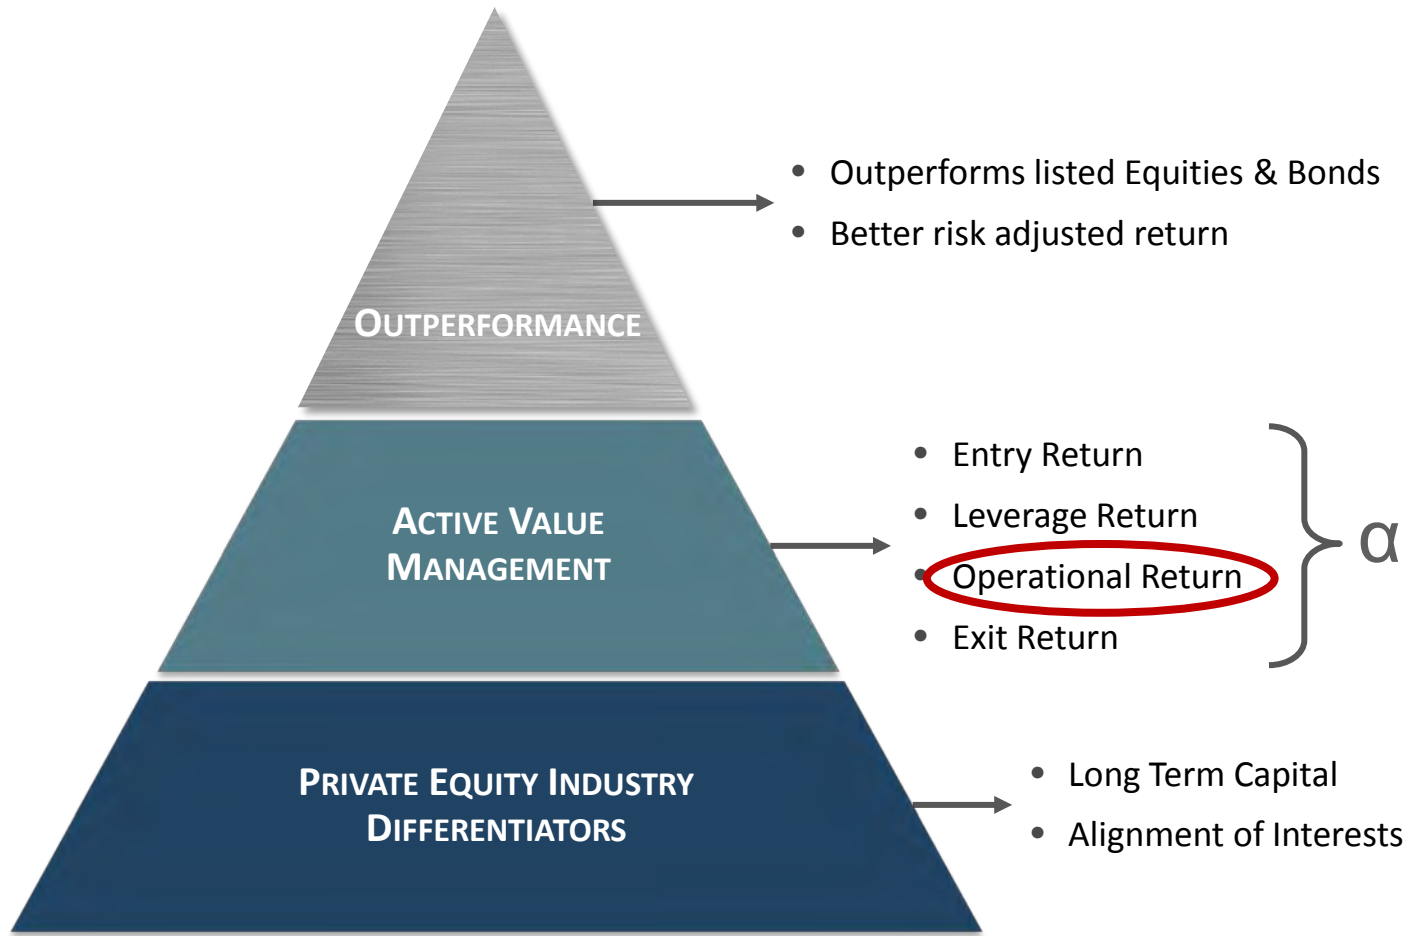 • Outperforms listed Equities & Bonds
• Better risk adjusted return
OUTPERFORMANCE
ACTIVE VALUE
MANAGEMENT
• Entry Return
• Leverage Return
• Operational Return
• Exit Return
α
PRIVATE EQUITY INDUSTRY
DIFFERENTIATORS
• Long Term Capital
• Alignment of Interests